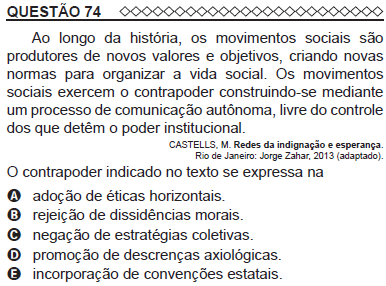 QUESTÃO 74
Ao longo da história, os movimentos sociais são
produtores de novos valores e objetivos, criando novas
normas para organizar a vida social. Os movimentos
sociais exercem o contrapoder construindo-se mediante
um processo de comunicação autônoma, livre do controle
dos que detêm o poder institucional.
CASTELLS, M. Redes da indignação e esperança.
Rio de Janeiro: Jorge Zahar, 2013 (adaptado).
O contrapoder indicado no texto se expressa na
A adoção de éticas horizontais.
B rejeição de dissidências morais.
C negação de estratégias coletivas.
D promoção de descrenças axiológicas.
E incorporação de convenções estatais.